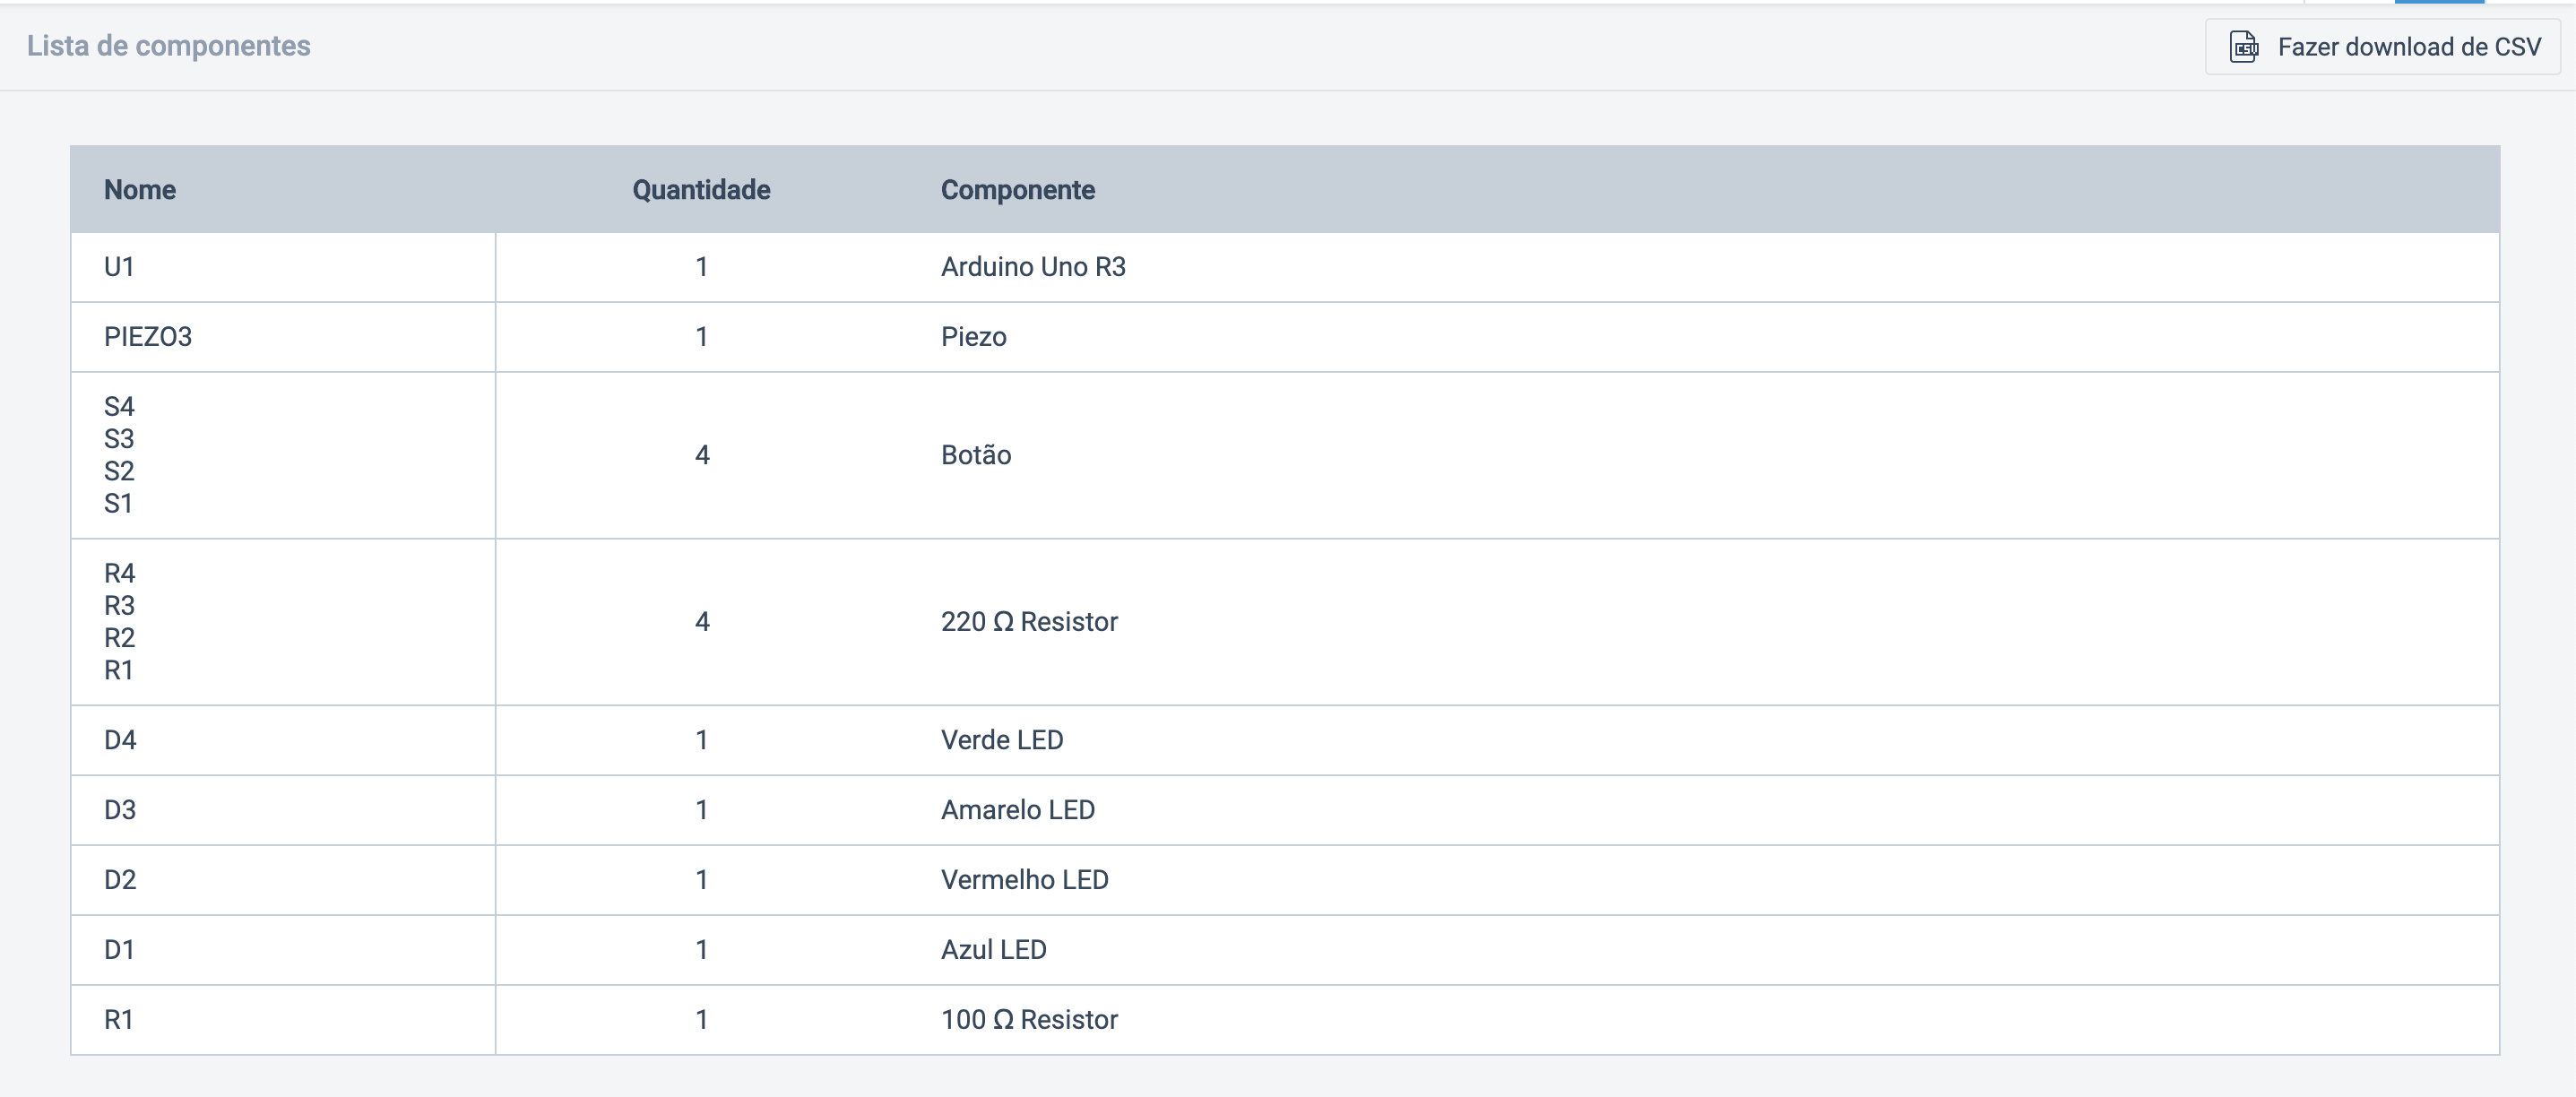 Lista de componentes
Fazer download de CSV
Nome Quantidade Componente
U1 1 Arduino Uno R3
PIEZO3 1 Piezo
S4
S3
S2
S1
4 Botão
R4
R3
R2
R1
4 220 Ω Resistor
D4 1 Verde LED
D3 1 Amarelo LED
D2 1 Vermelho LED
D1 1 Azul LED
R1 1 100 Ω Resistor